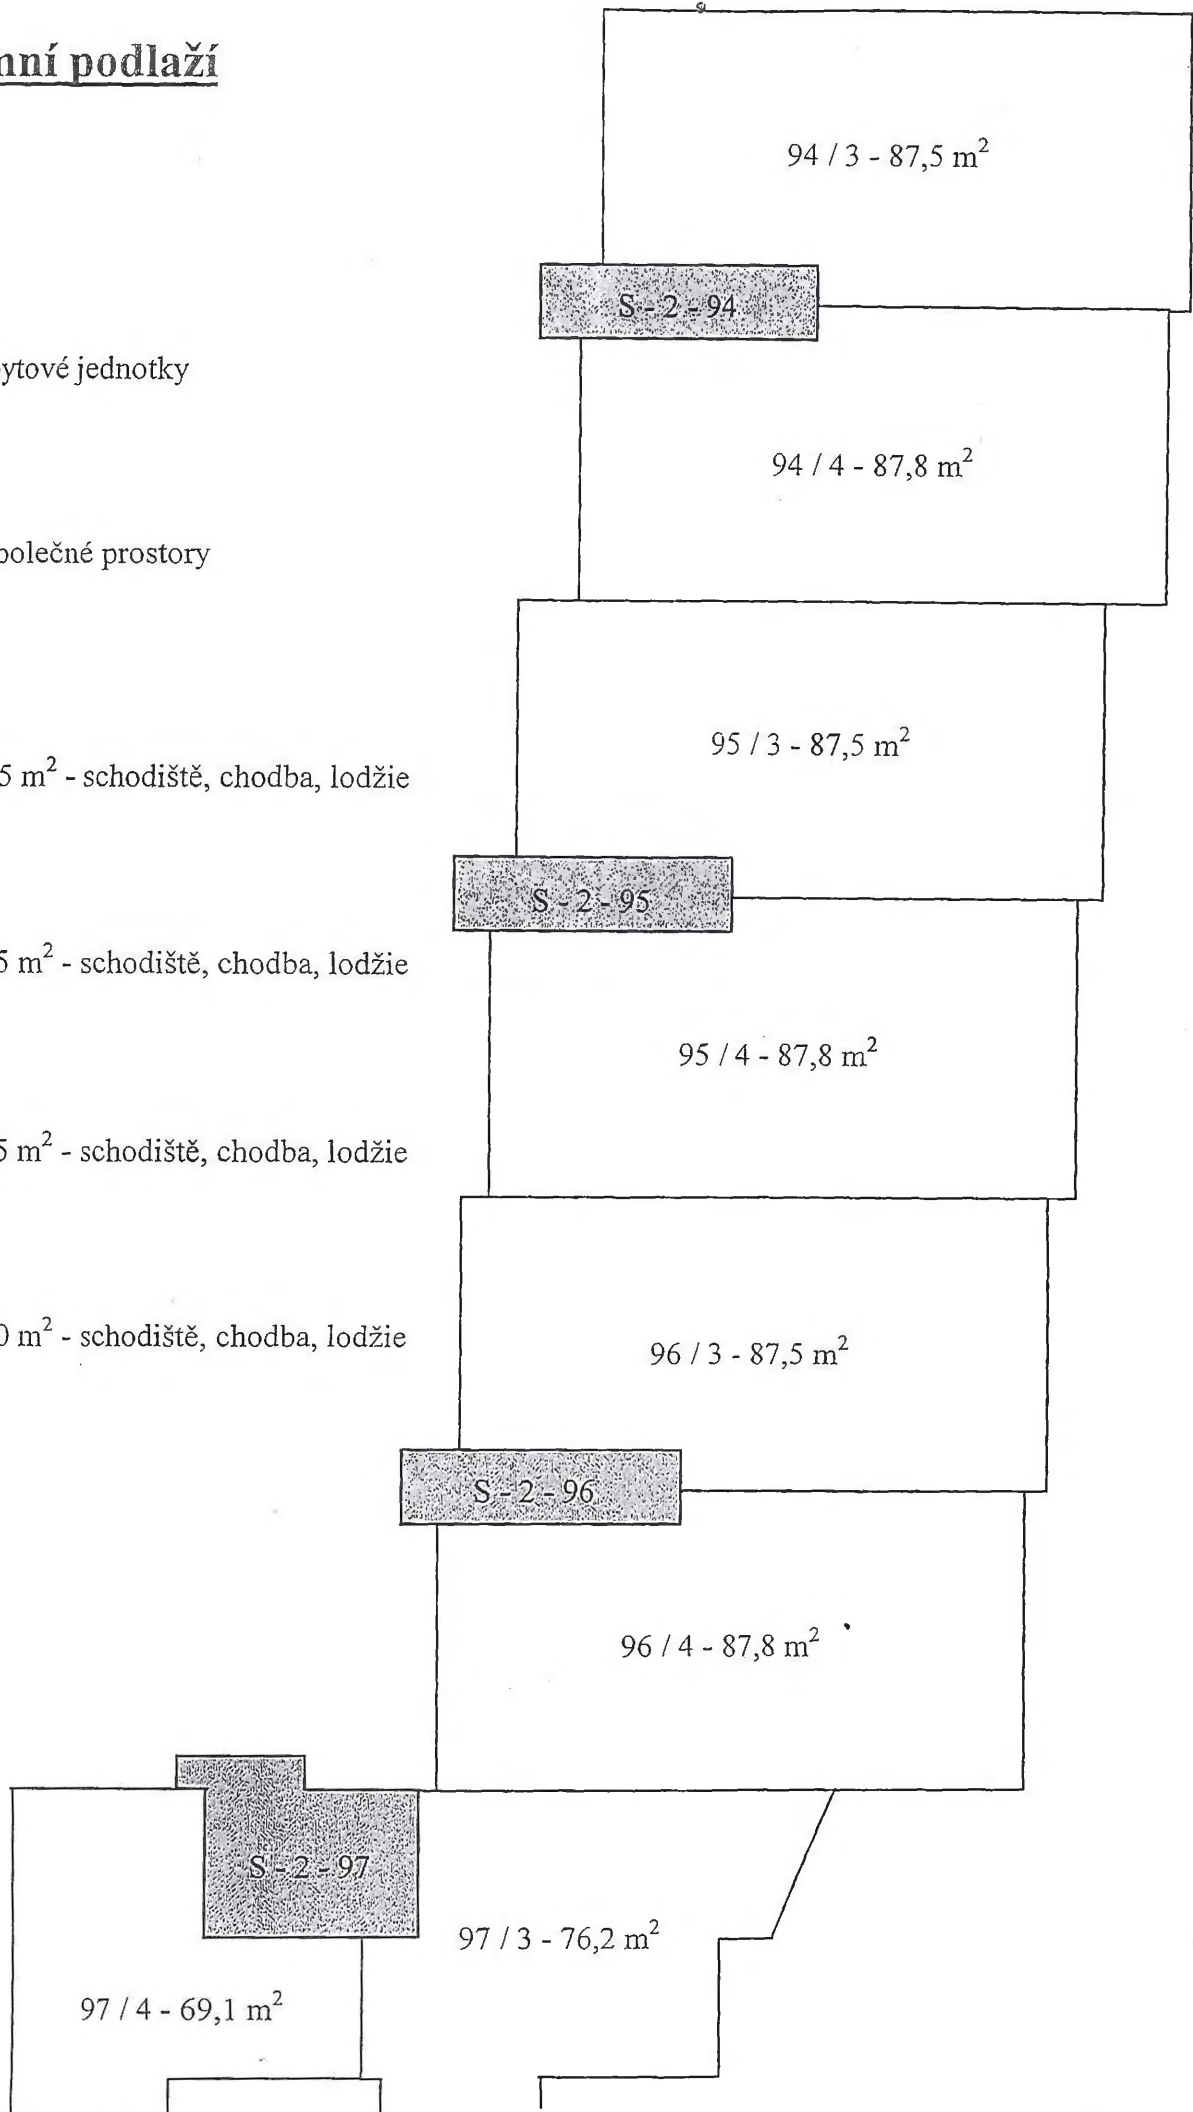 nní podlaží
94 / 3 - 87,5 m²
S - 2 - 94
ytové jednotky
94 / 4 - 87,8 m²
polečné prostory
95 / 3 - 87,5 m²
5 m² - schodiště, chodba, lodžie
S - 2 - 95
5 m² - schodiště, chodba, lodžie
95 / 4 - 87,8 m²
5 m² - schodiště, chodba, lodžie
0 m² - schodiště, chodba, lodžie
96 / 3 - 87,5 m²
S - 2 - 96
96 / 4 - 87,8 m²
S - 2 - 97
97 / 3 - 76,2 m²
97 / 4 - 69,1 m²